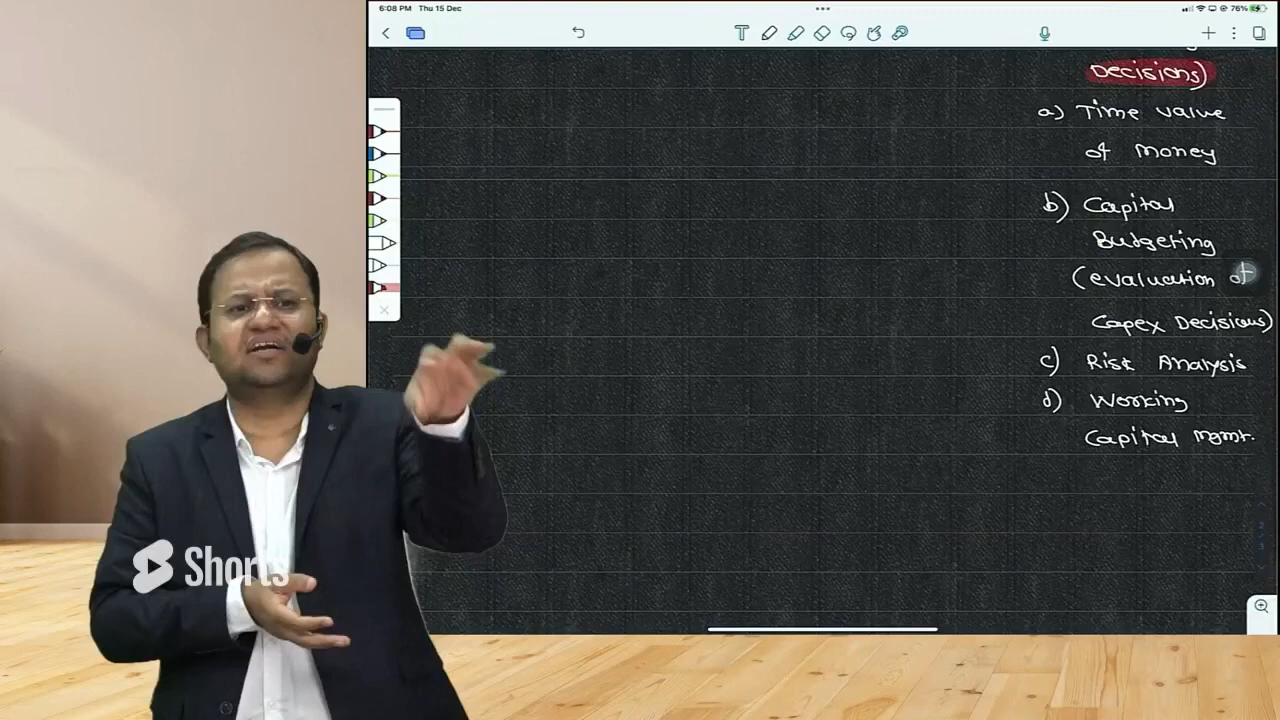 6:08 PM Thu 15 Dec
76%
Decisions)
a) Time value
of Money
b) Capital
Budgeting
(evaluation of
Capex Decisions)
c) Risk Analysis
d) Working
Capital Mgmt.
Shorts